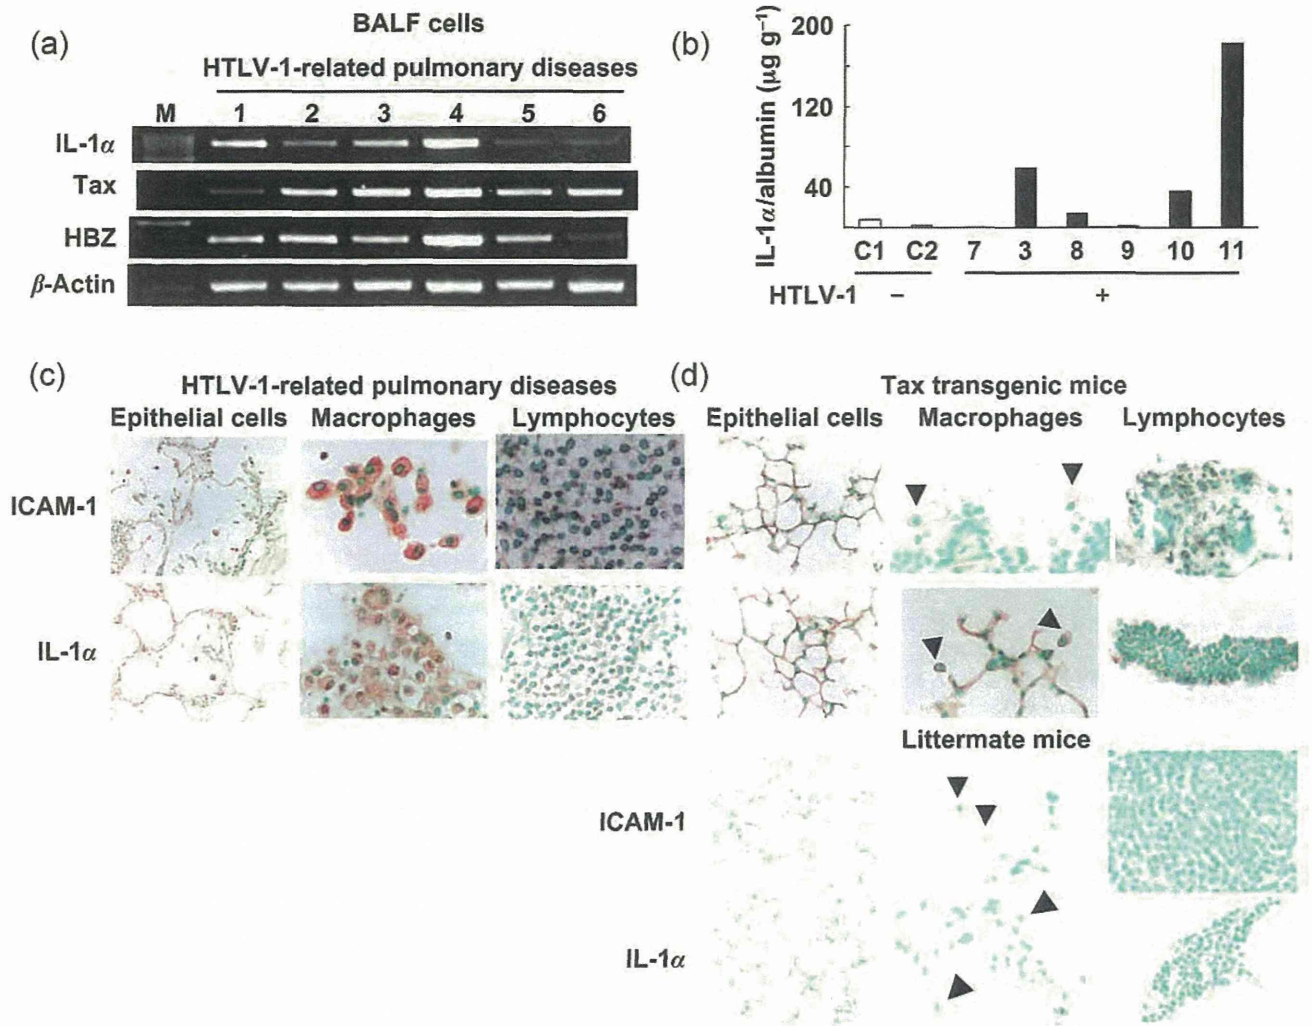 (a)
BALF cells
HTLV-1-related pulmonary diseases
M 1 2 3 4 5 6
IL-1α
Tax
HBZ
β-Actin
(b)
IL-1α/albumin (μg g⁻¹)
200
120
40
C1 C2 7 3 8 9 10 11
HTLV-1 − +
(c)
HTLV-1-related pulmonary diseases
Epithelial cells Macrophages Lymphocytes
ICAM-1
IL-1α
(d)
Tax transgenic mice
Epithelial cells Macrophages Lymphocytes
Littermate mice
ICAM-1
IL-1α